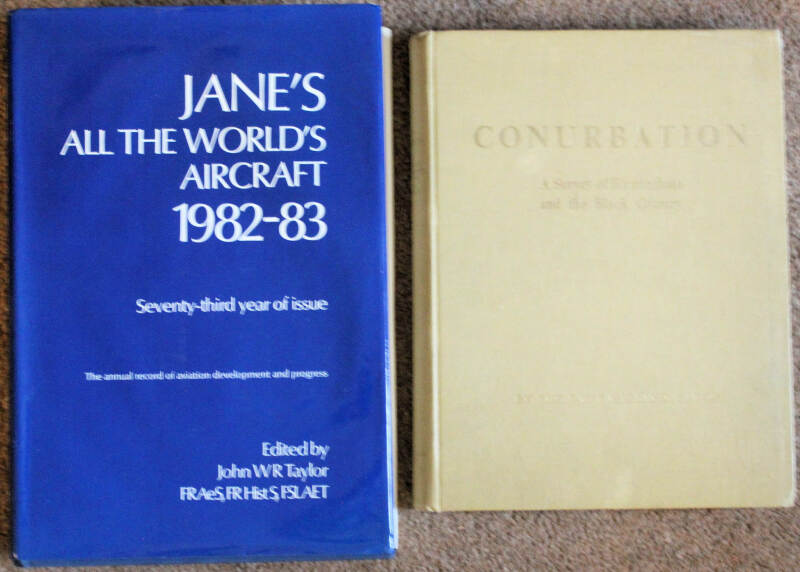 JANE'S
ALL THE WORLD'S
AIRCRAFT
1982-83
Seventy-third year of issue
The annual record of aviation development and progress
Edited by
John W R Taylor
FRAeS, FR Hist S, FSLAET
CONURBATION
A Survey of Birmingham
and the Black Country